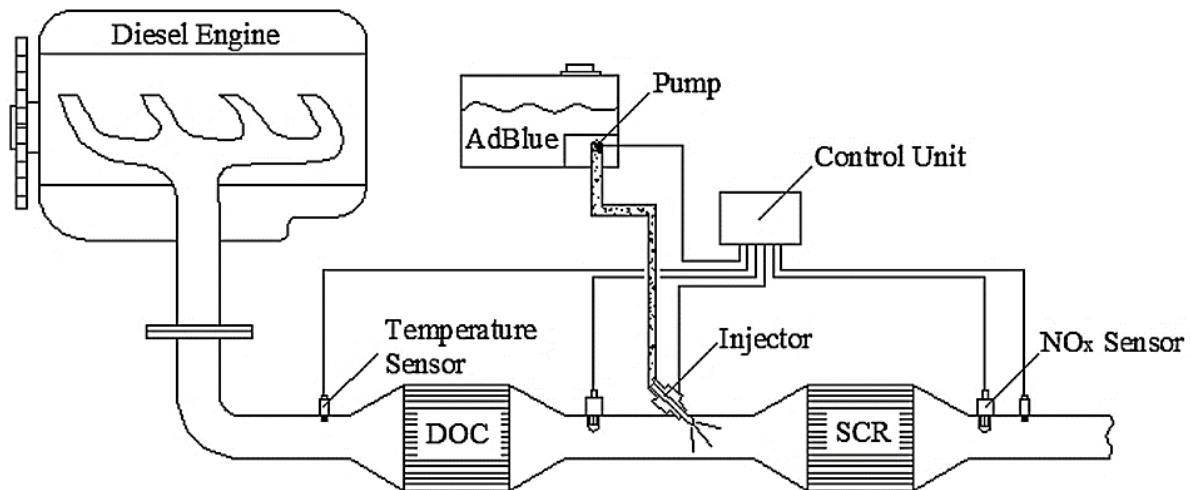 Diesel Engine
Pump
AdBlue
Control Unit
Temperature
Sensor
Injector
NOx Sensor
DOC
SCR